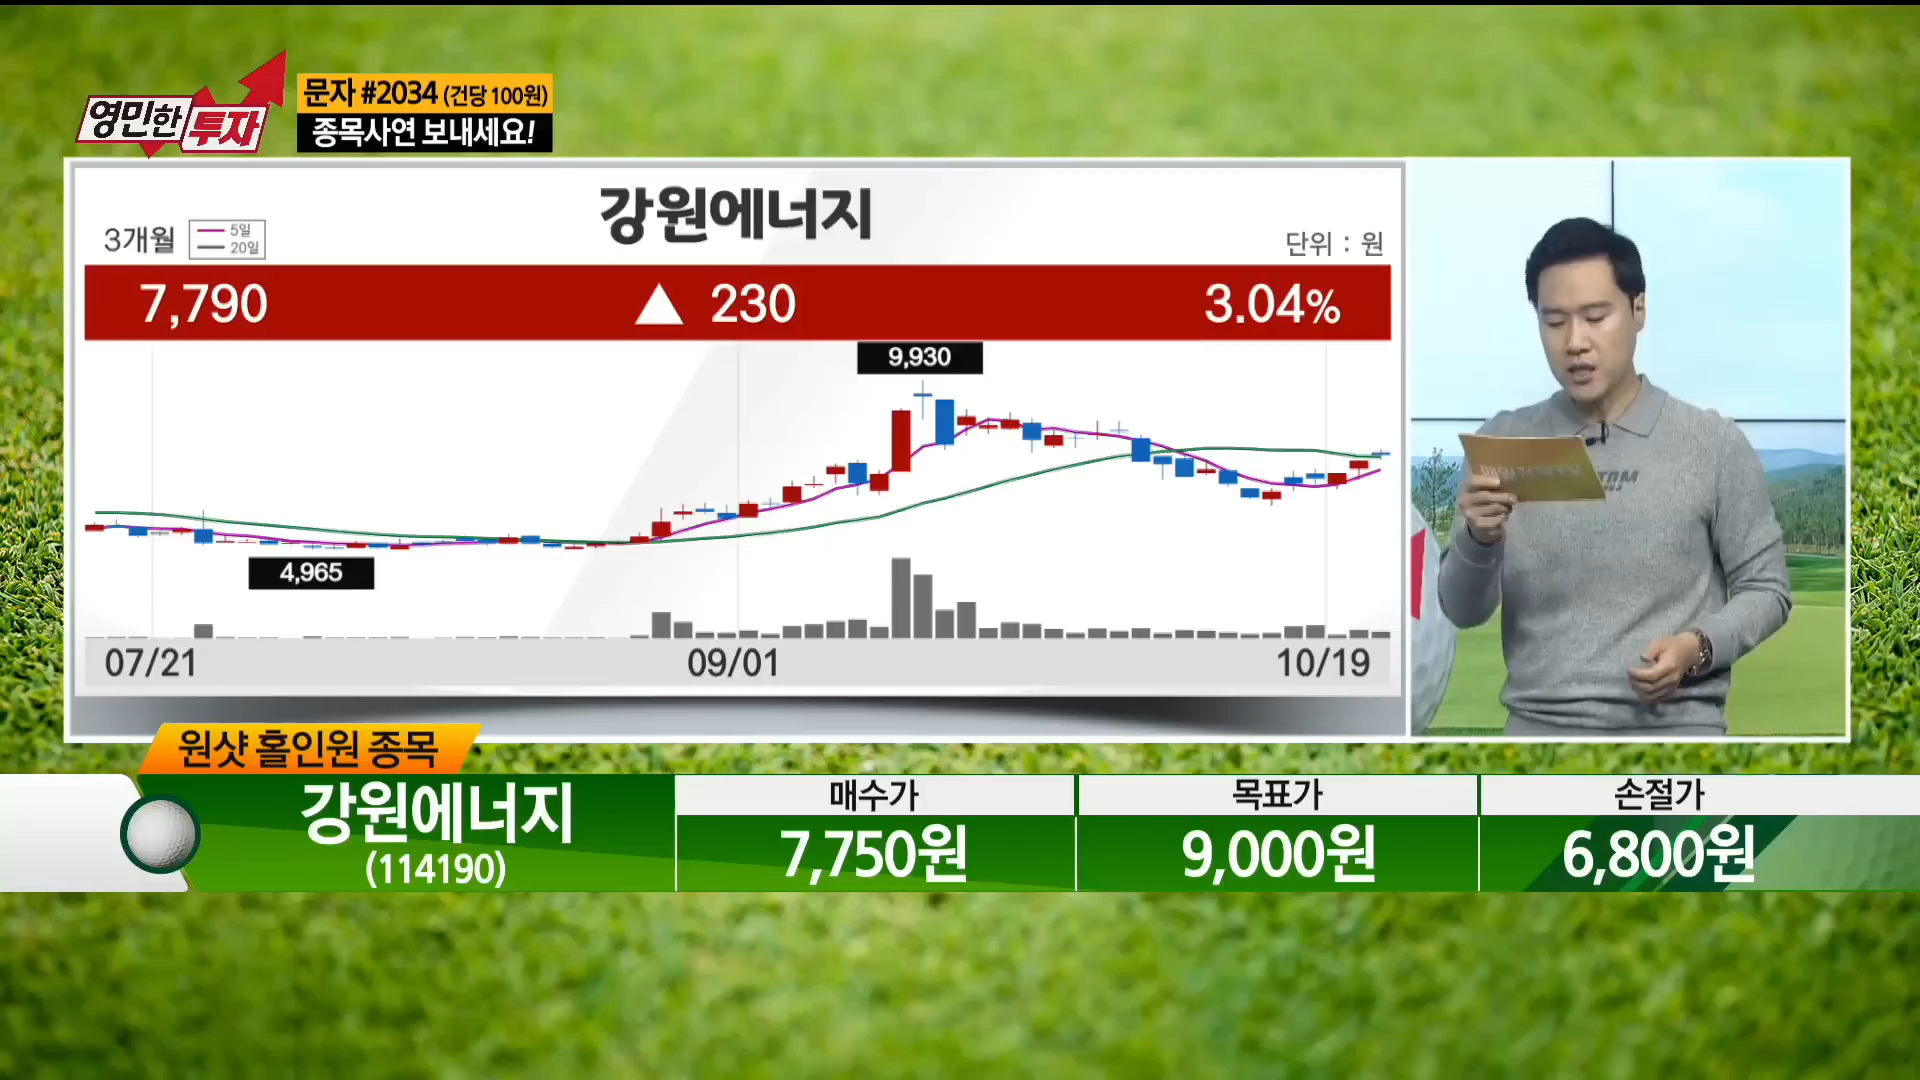 영민한 투자
문자 #2034 (건당 100원)
종목사연 보내세요!
강원에너지
3개월
5일
20일
단위 : 원
7,790 ▲ 230 3.04%
9,930
4,965
07/21 09/01 10/19
원샷 홀인원 종목
강원에너지
(114190)
매수가 목표가 손절가
7,750원 9,000원 6,800원